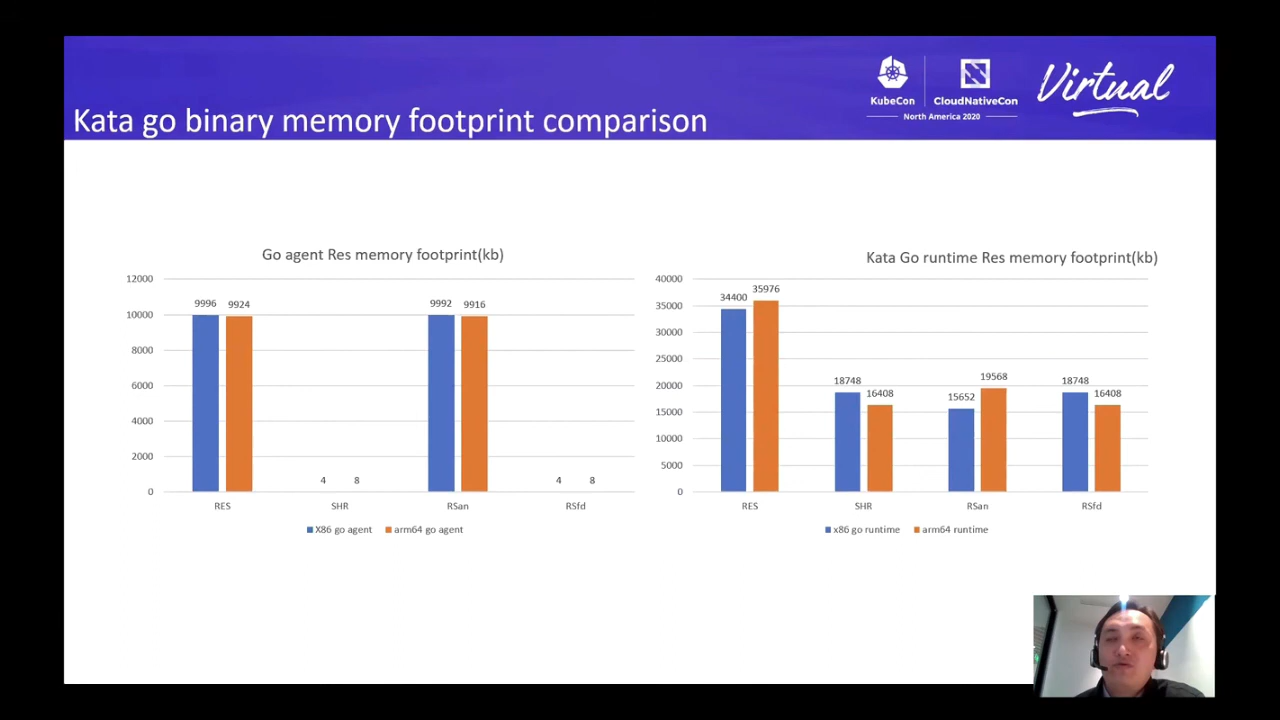 Kata go binary memory footprint comparison
KubeCon
CloudNativeCon
North America 2020
Virtual
Go agent Res memory footprint(kb)
12000
10000
8000
6000
4000
2000
0
9996
9924
4
8
9992
9916
4
8
RES
SHR
RSan
RSfd
X86 go agent
arm64 go agent
Kata Go runtime Res memory footprint(kb)
40000
35000
30000
25000
20000
15000
10000
5000
0
34400
35976
18748
16408
15652
19568
18748
16408
RES
SHR
RSan
RSfd
x86 go runtime
arm64 runtime